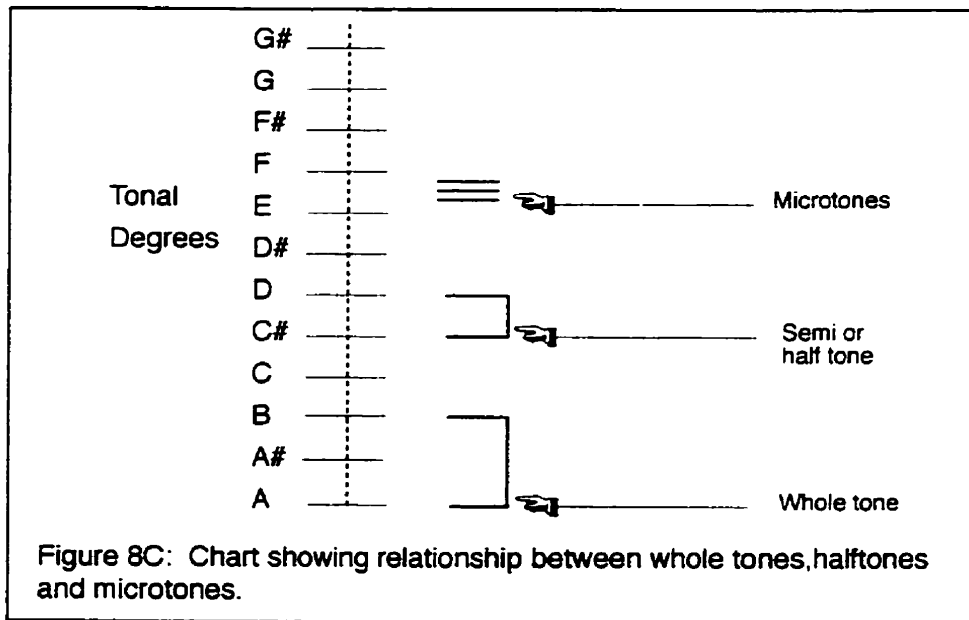 G#
G
F#
F
Tonal
Microtones
E
Degrees
D#
D
C#
Semi or
half tone
C
B
A#
A
Whole tone
Figure 8C: Chart showing relationship between whole tones,halftones
and microtones.